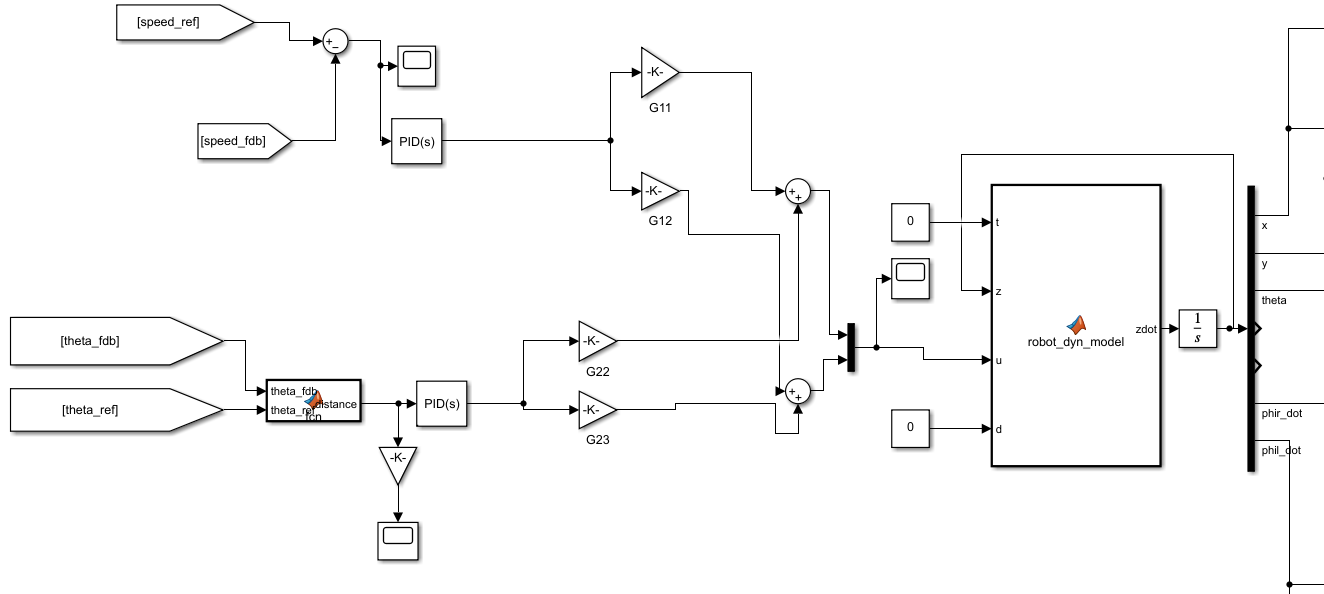 [speed_ref]
+
−
[speed_fdb]
PID(s)
-K-
G11
-K-
G12
+
+
0
t
z
u
d
zdot
robot_dyn_model
1
s
x
y
theta
phir_dot
phil_dot
0
[theta_fdb]
[theta_ref]
theta_fdb
theta_ref
distance
fcn
PID(s)
-K-
-K-
G22
-K-
G23
+
+